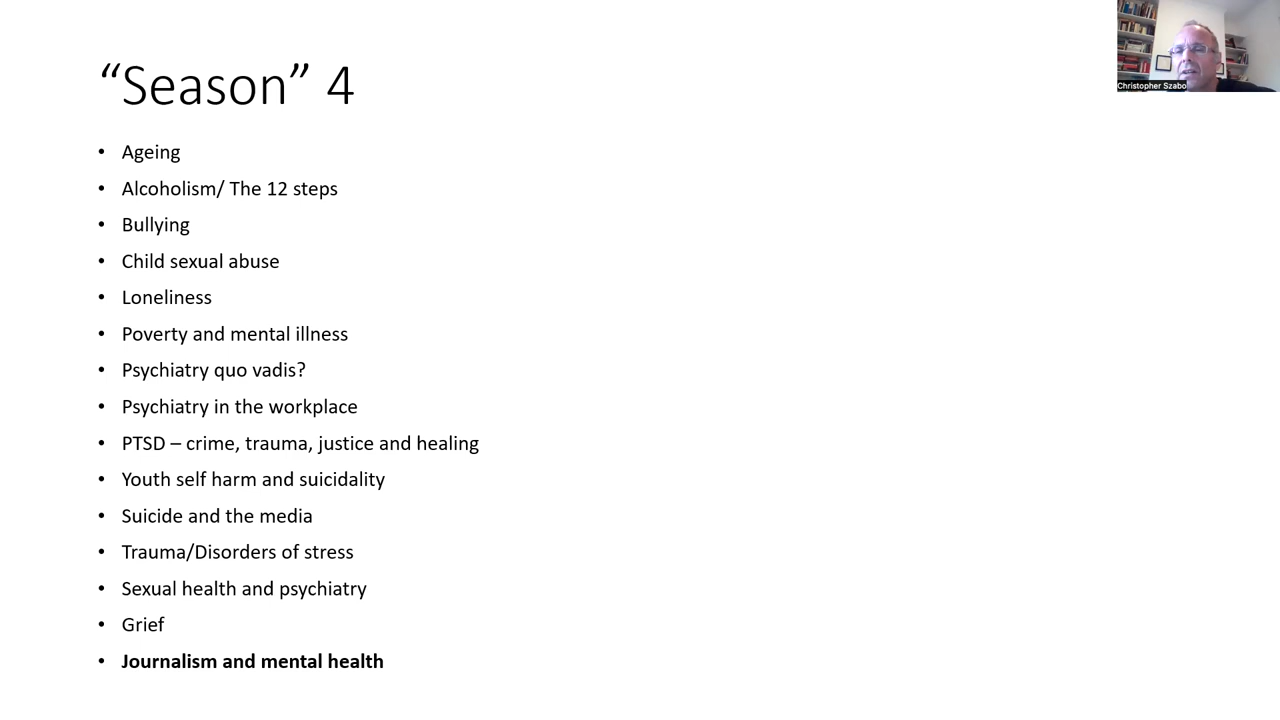 “Season” 4
Christopher Szabo
• Ageing
• Alcoholism/ The 12 steps
• Bullying
• Child sexual abuse
• Loneliness
• Poverty and mental illness
• Psychiatry quo vadis?
• Psychiatry in the workplace
• PTSD – crime, trauma, justice and healing
• Youth self harm and suicidality
• Suicide and the media
• Trauma/Disorders of stress
• Sexual health and psychiatry
• Grief
• Journalism and mental health